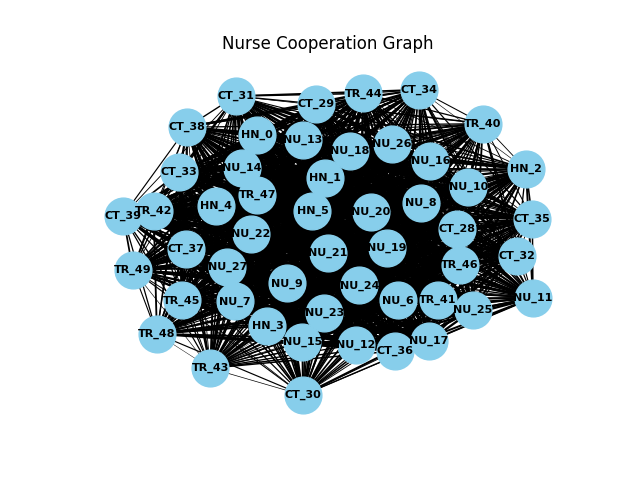 Nurse Cooperation Graph
CT_31
CT_29
TR_44
CT_34
CT_38
HN_0
NU_13
NU_18
NU_26
TR_40
CT_33
NU_14
HN_1
NU_16
HN_2
TR_47
NU_10
CT_39
TR_42
HN_4
HN_5
NU_20
NU_8
CT_35
NU_22
CT_28
CT_37
NU_21
NU_19
CT_32
TR_49
NU_27
TR_46
NU_9
NU_24
TR_45
NU_7
NU_6
TR_41
NU_11
NU_25
HN_3
NU_23
TR_48
NU_15
NU_12
CT_36
NU_17
TR_43
CT_30